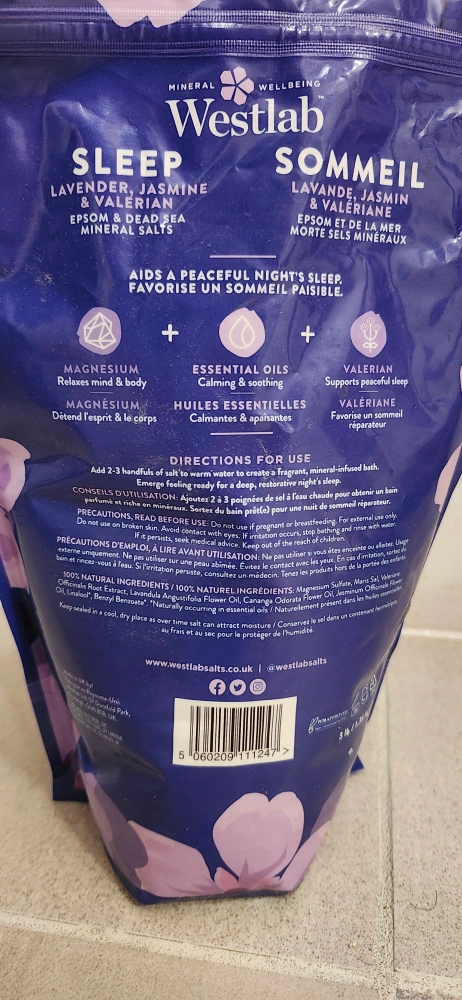 MINERAL WELLBEING
Westlab
SLEEP
LAVENDER, JASMINE
& VALERIAN
EPSOM & DEAD SEA
MINERAL SALTS
SOMMEIL
LAVANDE, JASMIN
& VALÉRIANE
EPSOM ET DE LA MER
MORTE SELS MINÉRAUX
AIDS A PEACEFUL NIGHT'S SLEEP.
FAVORISE UN SOMMEIL PAISIBLE.
MAGNESIUM
Relaxes mind & body
MAGNÉSIUM
Détend l'esprit & le corps
+
ESSENTIAL OILS
Calming & soothing
HUILES ESSENTIELLES
Calmantes & apaisantes
+
VALERIAN
Supports peaceful sleep
VALÉRIANE
Favorise un sommeil
réparateur
DIRECTIONS FOR USE
Add 2-3 handfuls of salt to warm water to create a fragrant, mineral-infused bath.
Emerge feeling ready for a deep, restorative night's sleep.
CONSEILS D'UTILISATION: Ajoutez 2 à 3 poignées de sel à l'eau chaude pour obtenir un bain
parfumé et riche en minéraux. Sortez du bain prêt(e) pour une nuit de sommeil réparateur.
PRECAUTIONS, READ BEFORE USE: Do not use if pregnant or breastfeeding. For external use only.
Do not use on broken skin. Avoid contact with eyes. If irritation occurs, stop bathing and rinse with water.
If it persists, seek medical advice. Keep out of the reach of children.
PRÉCAUTIONS D'EMPLOI, À LIRE AVANT UTILISATION: Ne pas utiliser si vous êtes enceinte ou allaitez. Usage
externe uniquement. Ne pas utiliser sur une peau abimée. Évitez le contact avec les yeux. En cas d'irritation, sortez du
bain et rincez-vous à l'eau. Si l'irritation persiste, consultez un médecin. Tenez les produits hors de la portée des enfants.
100% NATURAL INGREDIENTS / 100% NATUREL INGRÉDIENTS: Magnesium Sulfate, Maris Sal, Valeriana
Officinalis Root Extract, Lavandula Angustifolia Flower Oil, Cananga Odorata Flower Oil, Jasminum Officinale Flower
Oil, Linalool*, Benzyl Benzoate*. *Naturally occurring in essential oils / Naturellement présent dans les huiles essentielles
Keep sealed in a cool, dry place as over time salt can attract moisture / Conservez le sel dans un contenant hermétique
au frais et au sec pour le protéger de l'humidité.
www.westlabsalts.co.uk | @westlabsalts
5 060209 111247 >
3 lb /